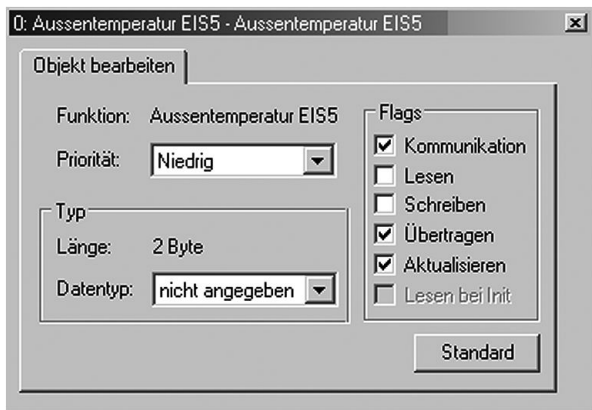 0: Aussentemperatur EIS5 - Aussentemperatur EIS5
Objekt bearbeiten
Funktion: Aussentemperatur EIS5
Priorität: Niedrig
Typ
Länge: 2 Byte
Datentyp: nicht angegeben
Flags
Kommunikation
Lesen
Schreiben
Übertragen
Aktualisieren
Lesen bei Init
Standard